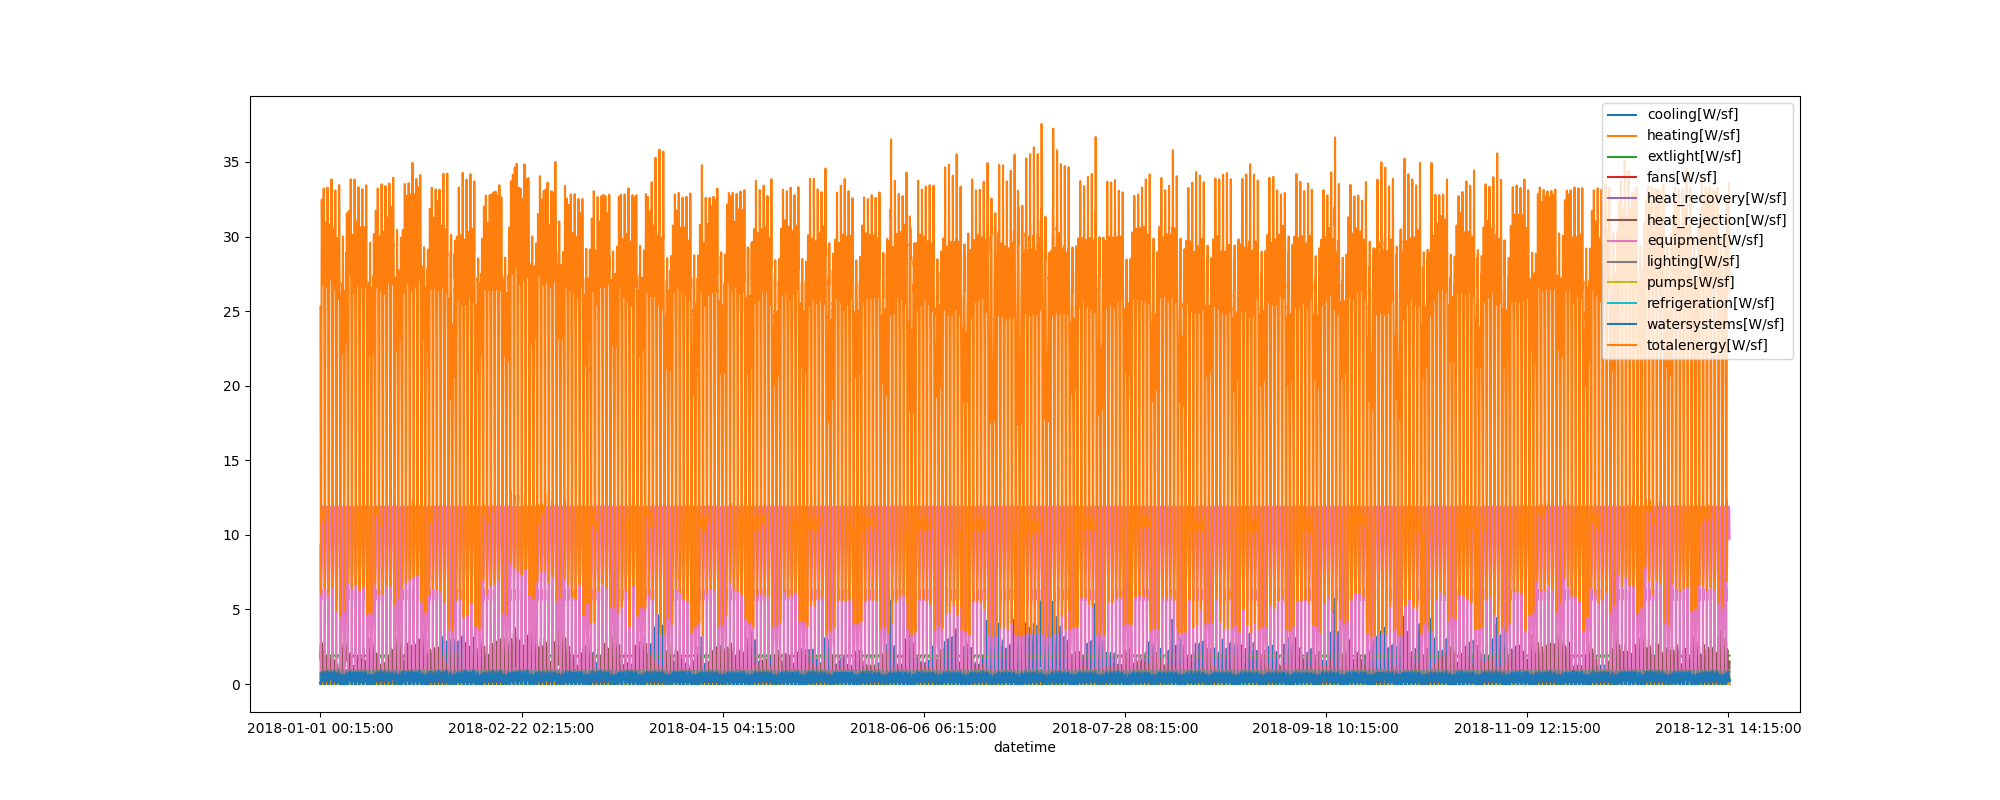 cooling[W/sf]
heating[W/sf]
extlight[W/sf]
fans[W/sf]
heat_recovery[W/sf]
heat_rejection[W/sf]
equipment[W/sf]
lighting[W/sf]
pumps[W/sf]
refrigeration[W/sf]
watersystems[W/sf]
totalenergy[W/sf]
35
30
25
20
15
10
5
0
2018-01-01 00:15:00 2018-02-22 02:15:00 2018-04-15 04:15:00 2018-06-06 06:15:00 2018-07-28 08:15:00 2018-09-18 10:15:00 2018-11-09 12:15:00 2018-12-31 14:15:00
datetime